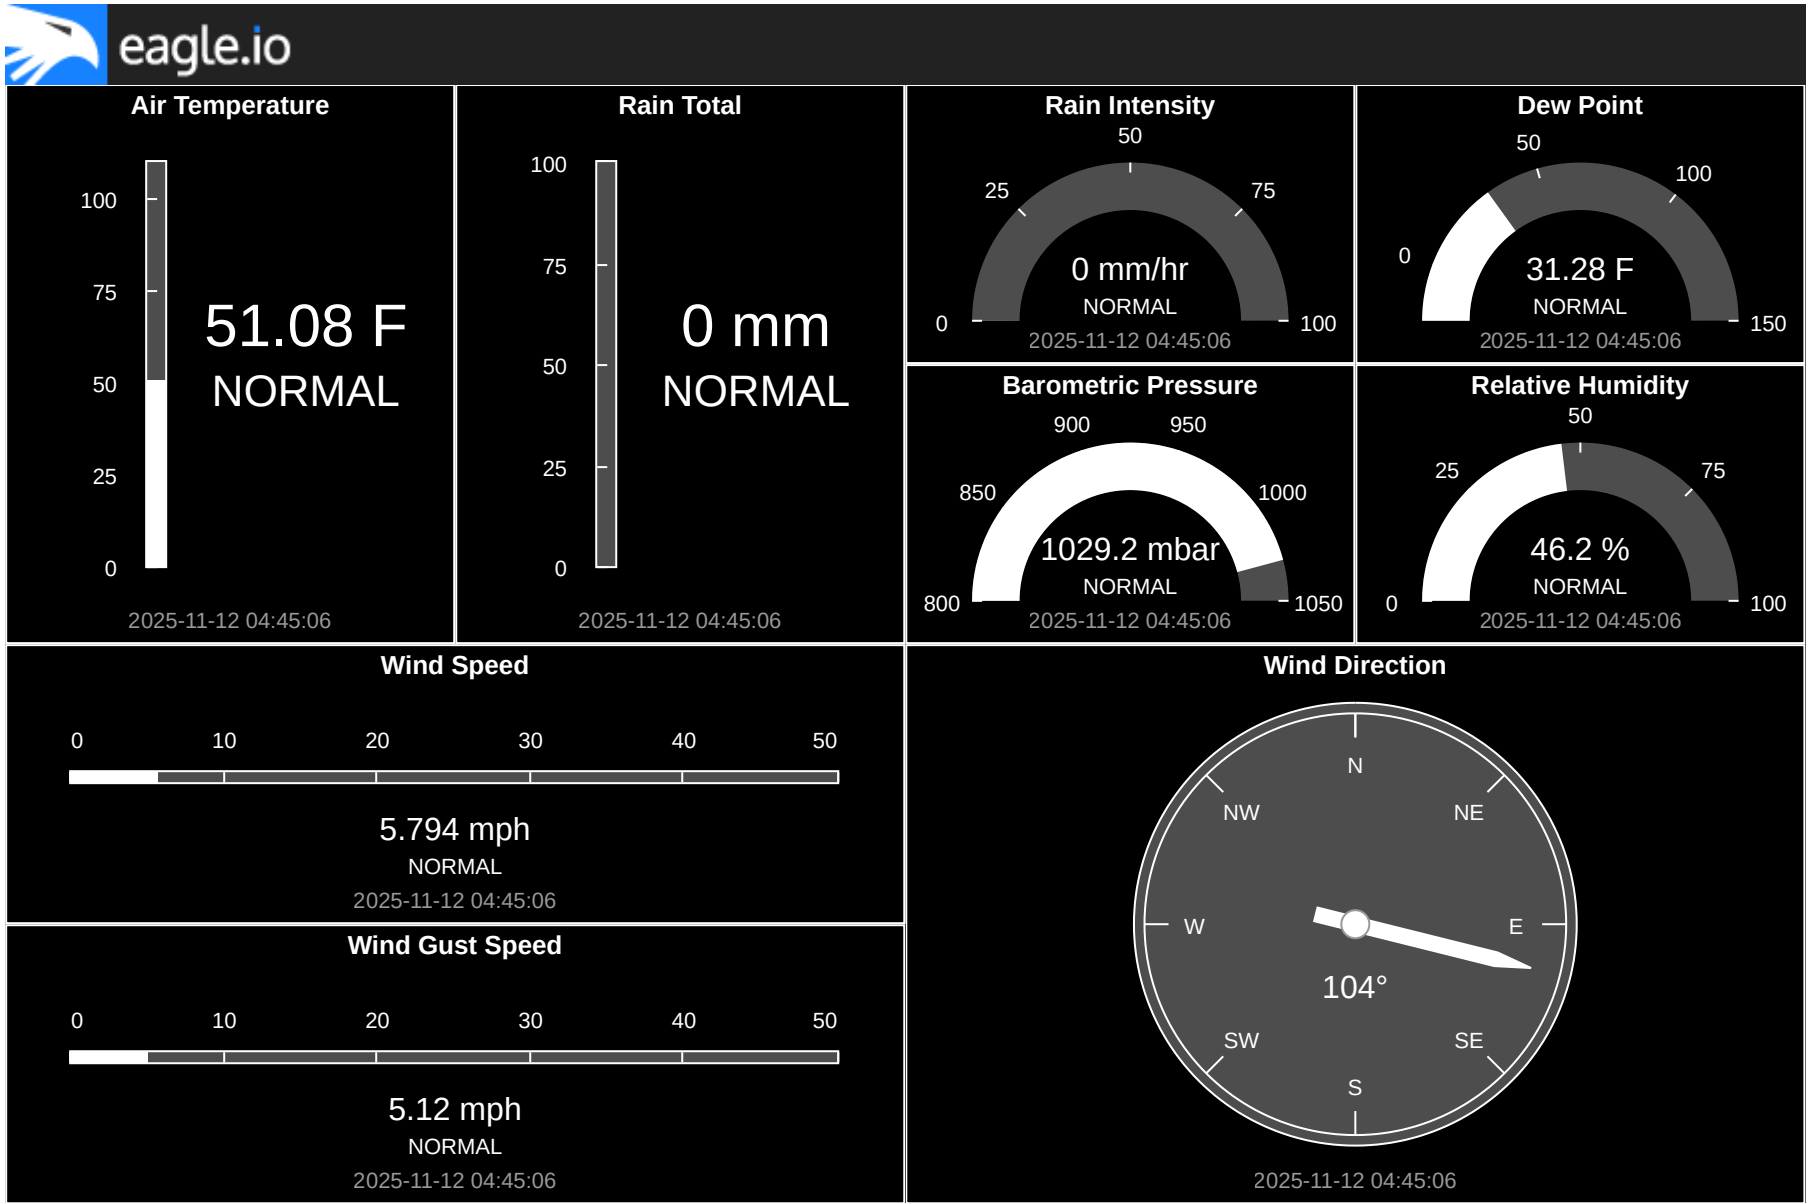 eagle.io
Air Temperature
100
75
50
25
0
51.08 F
NORMAL
2025-11-12 04:45:06
Rain Total
100
75
50
25
0
0 mm
NORMAL
2025-11-12 04:45:06
Rain Intensity
50
25
75
0
100
0 mm/hr
NORMAL
2025-11-12 04:45:06
Dew Point
50
100
0
150
31.28 F
NORMAL
2025-11-12 04:45:06
Barometric Pressure
900
950
850
1000
800
1050
1029.2 mbar
NORMAL
2025-11-12 04:45:06
Relative Humidity
50
25
75
0
100
46.2 %
NORMAL
2025-11-12 04:45:06
Wind Speed
0 10 20 30 40 50
5.794 mph
NORMAL
2025-11-12 04:45:06
Wind Gust Speed
0 10 20 30 40 50
5.12 mph
NORMAL
2025-11-12 04:45:06
Wind Direction
N
NW NE
W E
104°
SW SE
S
2025-11-12 04:45:06